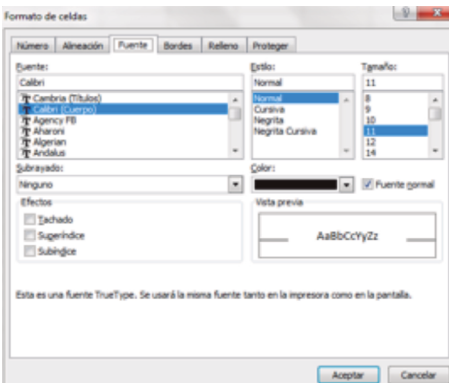 Formato de celdas
Número Alineación Fuente Bordes Relleno Proteger
Fuente: Estilo: Tamaño:
Calibri Normal 11
Cambria (Títulos) Normal 8
Calibri (Cuerpo) Cursiva 9
Agency FB Negrita 10
Aharoni Negrita Cursiva 11
Algerian 12
Andalus 14
Subrayado: Color:
Ninguno Fuente normal
Efectos Vista previa
Tachado
Superíndice AaBbCcYyZz
Subíndice
Esta es una fuente TrueType. Se usará la misma fuente tanto en la impresora como en la pantalla.
Aceptar Cancelar